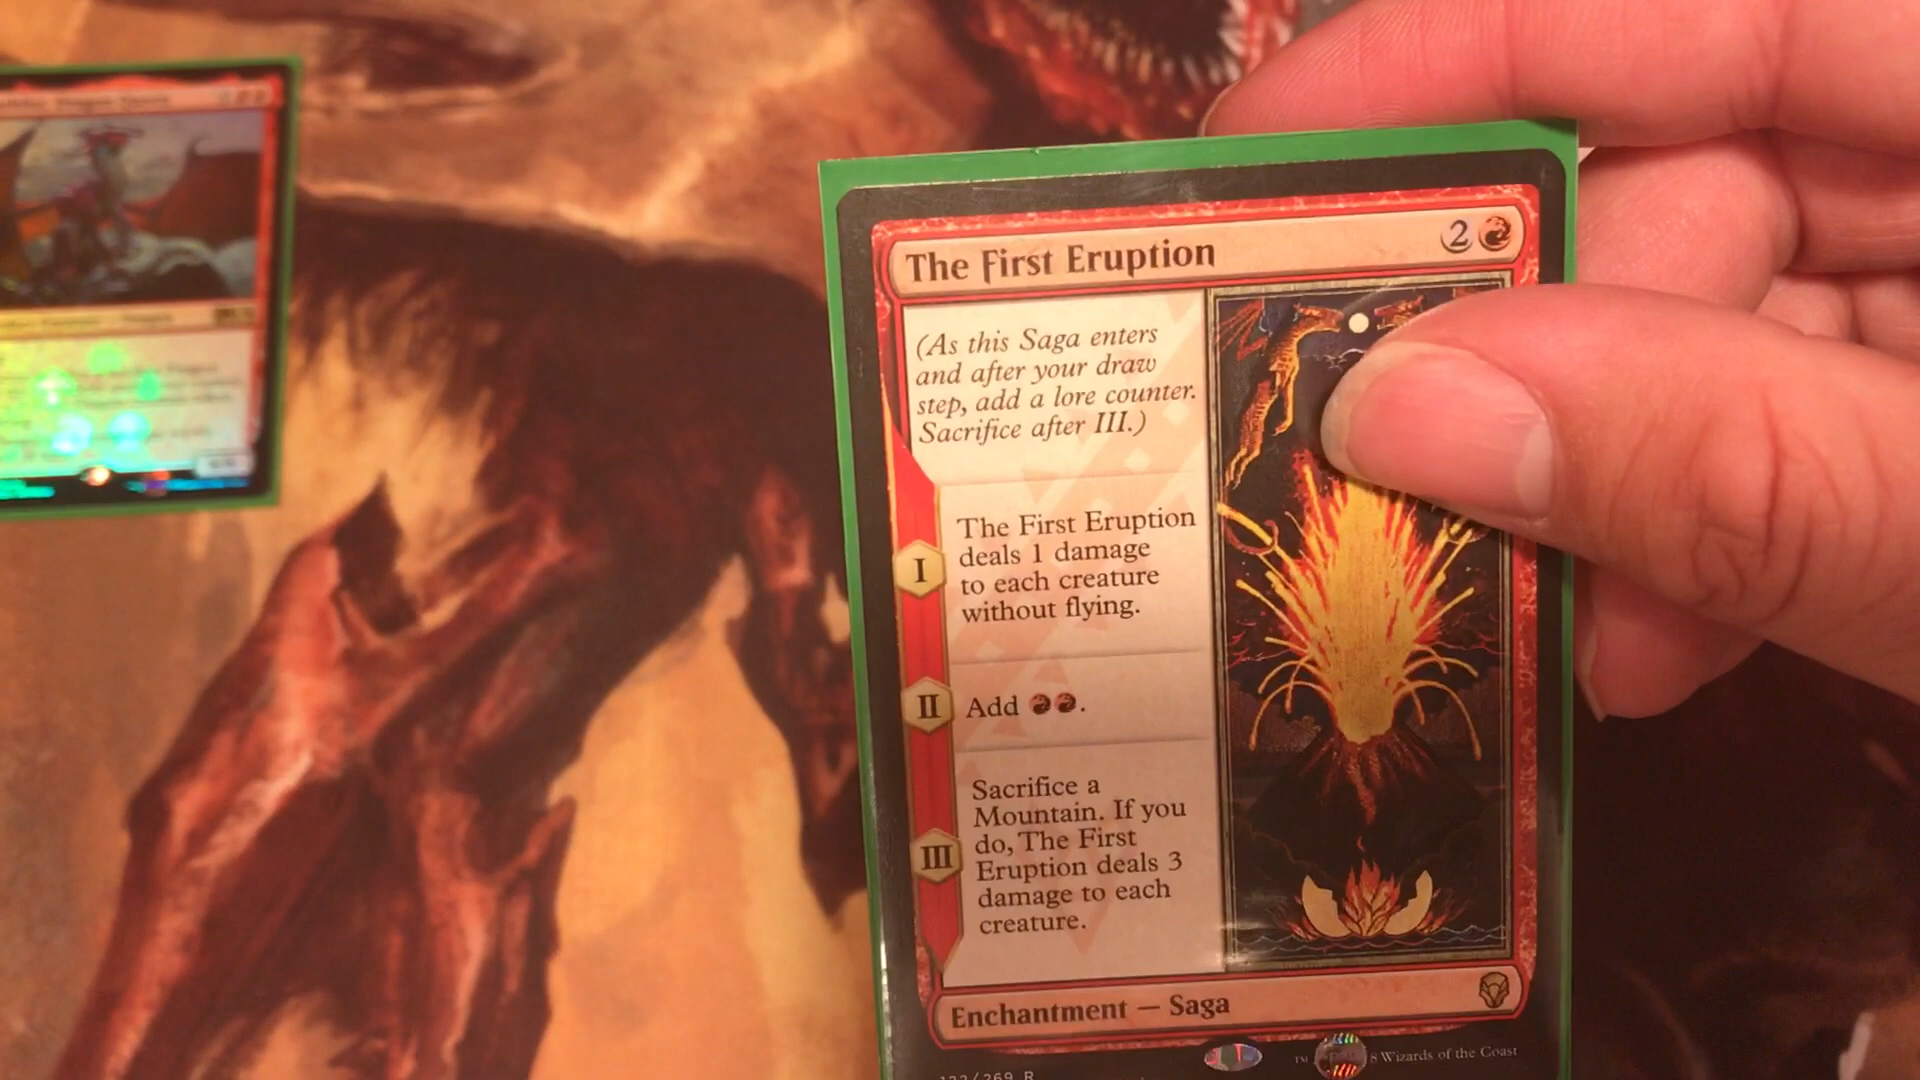 The First Eruption 2
(As this Saga enters
and after your draw
step, add a lore counter.
Sacrifice after III.)
I
The First Eruption
deals 1 damage
to each creature
without flying.
II
Add
.
III
Sacrifice a
Mountain. If you
do, The First
Eruption deals 3
damage to each
creature.
Enchantment — Saga
™ 8 Wizards of the Coast